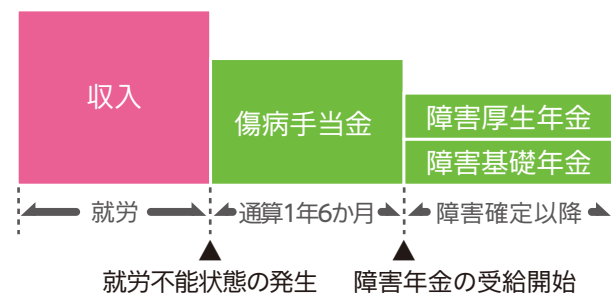 収入
傷病手当金
障害厚生年金
障害基礎年金
就労
通算1年6か月
障害確定以降
就労不能状態の発生
障害年金の受給開始